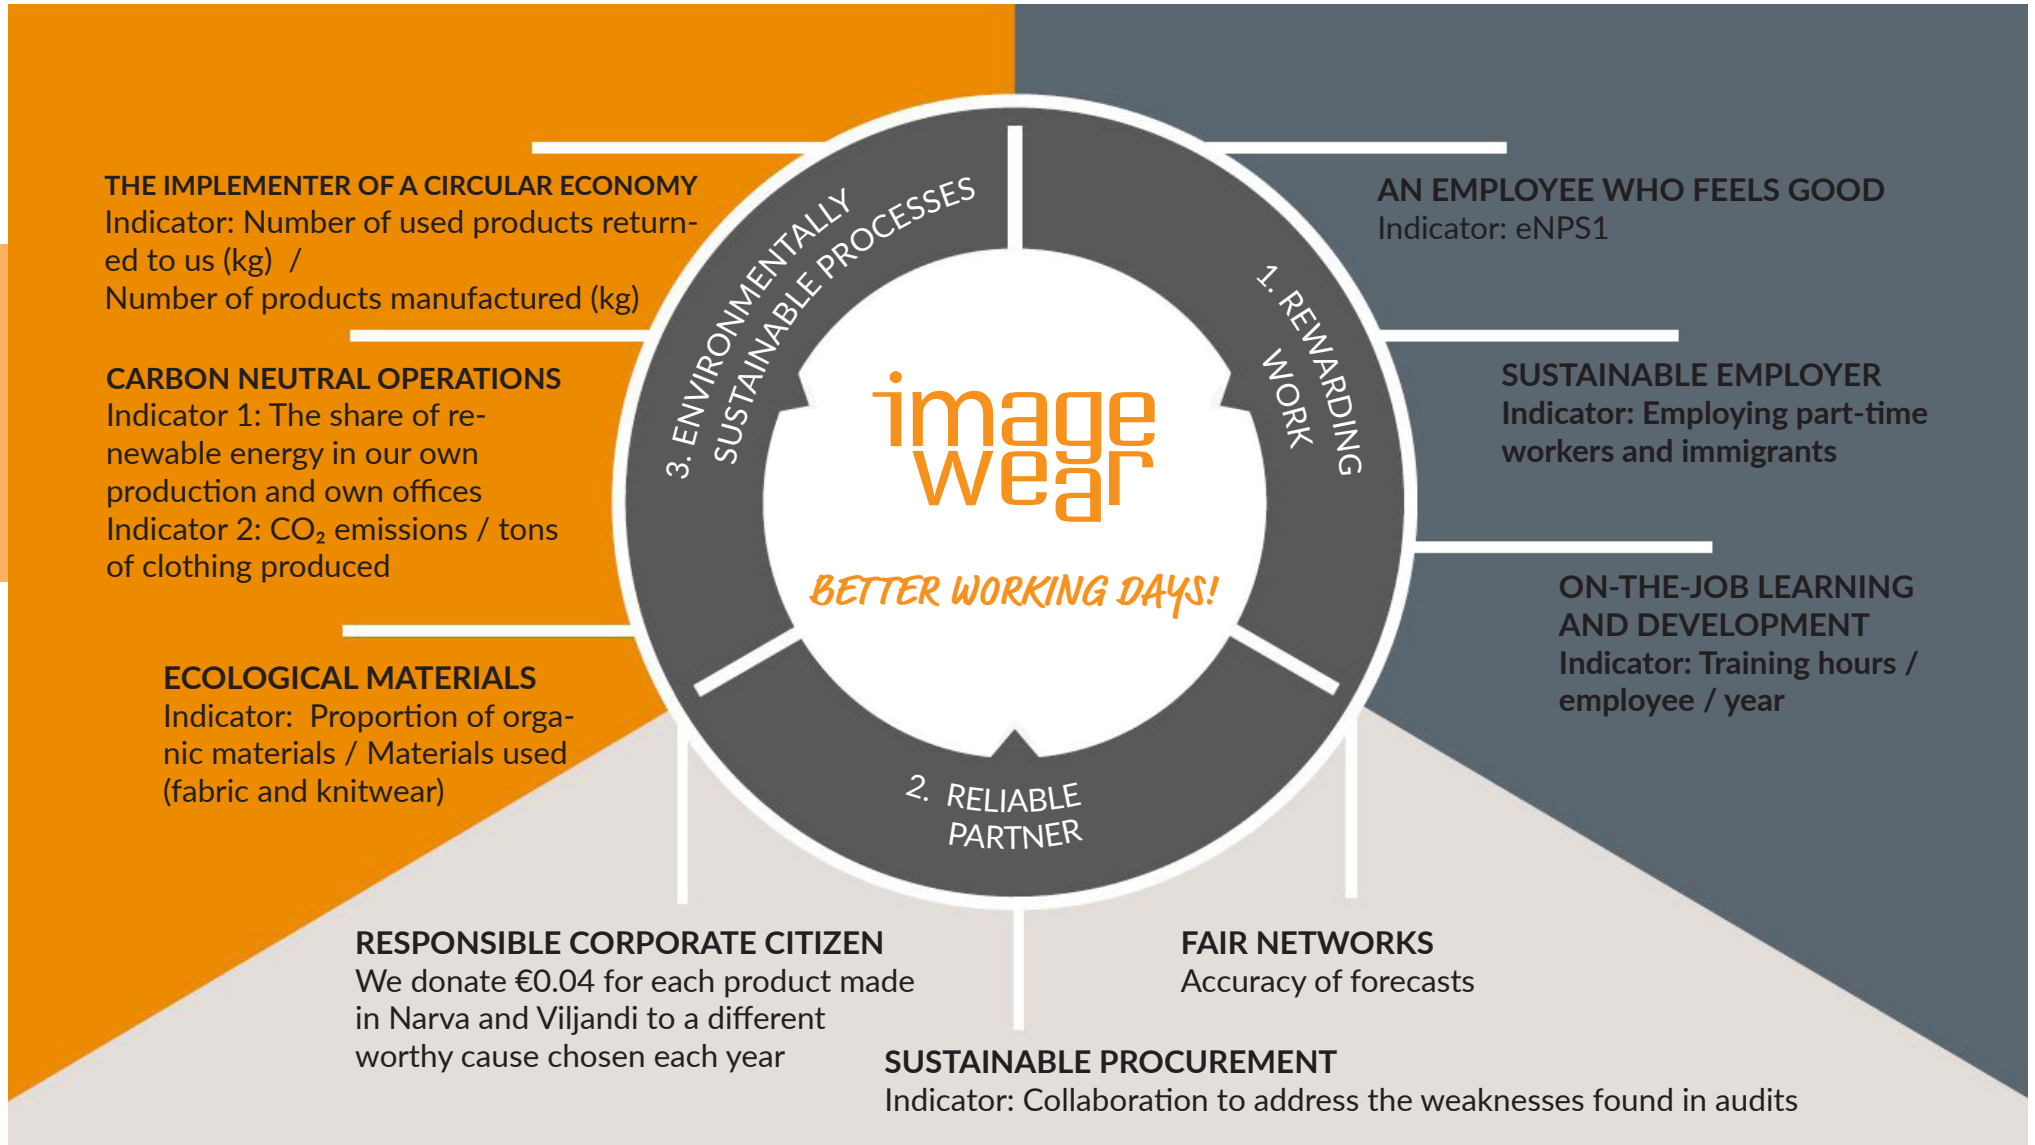 THE IMPLEMENTER OF A CIRCULAR ECONOMY
Indicator: Number of used products return-
ed to us (kg) /
Number of products manufactured (kg)
CARBON NEUTRAL OPERATIONS
Indicator 1: The share of re-
newable energy in our own
production and own offices
Indicator 2: CO₂ emissions / tons
of clothing produced
ECOLOGICAL MATERIALS
Indicator: Proportion of orga-
nic materials / Materials used
(fabric and knitwear)
3. ENVIRONMENTALLY
SUSTAINABLE PROCESSES
image
wear
BETTER WORKING DAYS!
1. REWARDING
WORK
2. RELIABLE
PARTNER
AN EMPLOYEE WHO FEELS GOOD
Indicator: eNPS1
SUSTAINABLE EMPLOYER
Indicator: Employing part-time
workers and immigrants
ON-THE-JOB LEARNING
AND DEVELOPMENT
Indicator: Training hours /
employee / year
RESPONSIBLE CORPORATE CITIZEN
We donate €0.04 for each product made
in Narva and Viljandi to a different
worthy cause chosen each year
FAIR NETWORKS
Accuracy of forecasts
SUSTAINABLE PROCUREMENT
Indicator: Collaboration to address the weaknesses found in audits